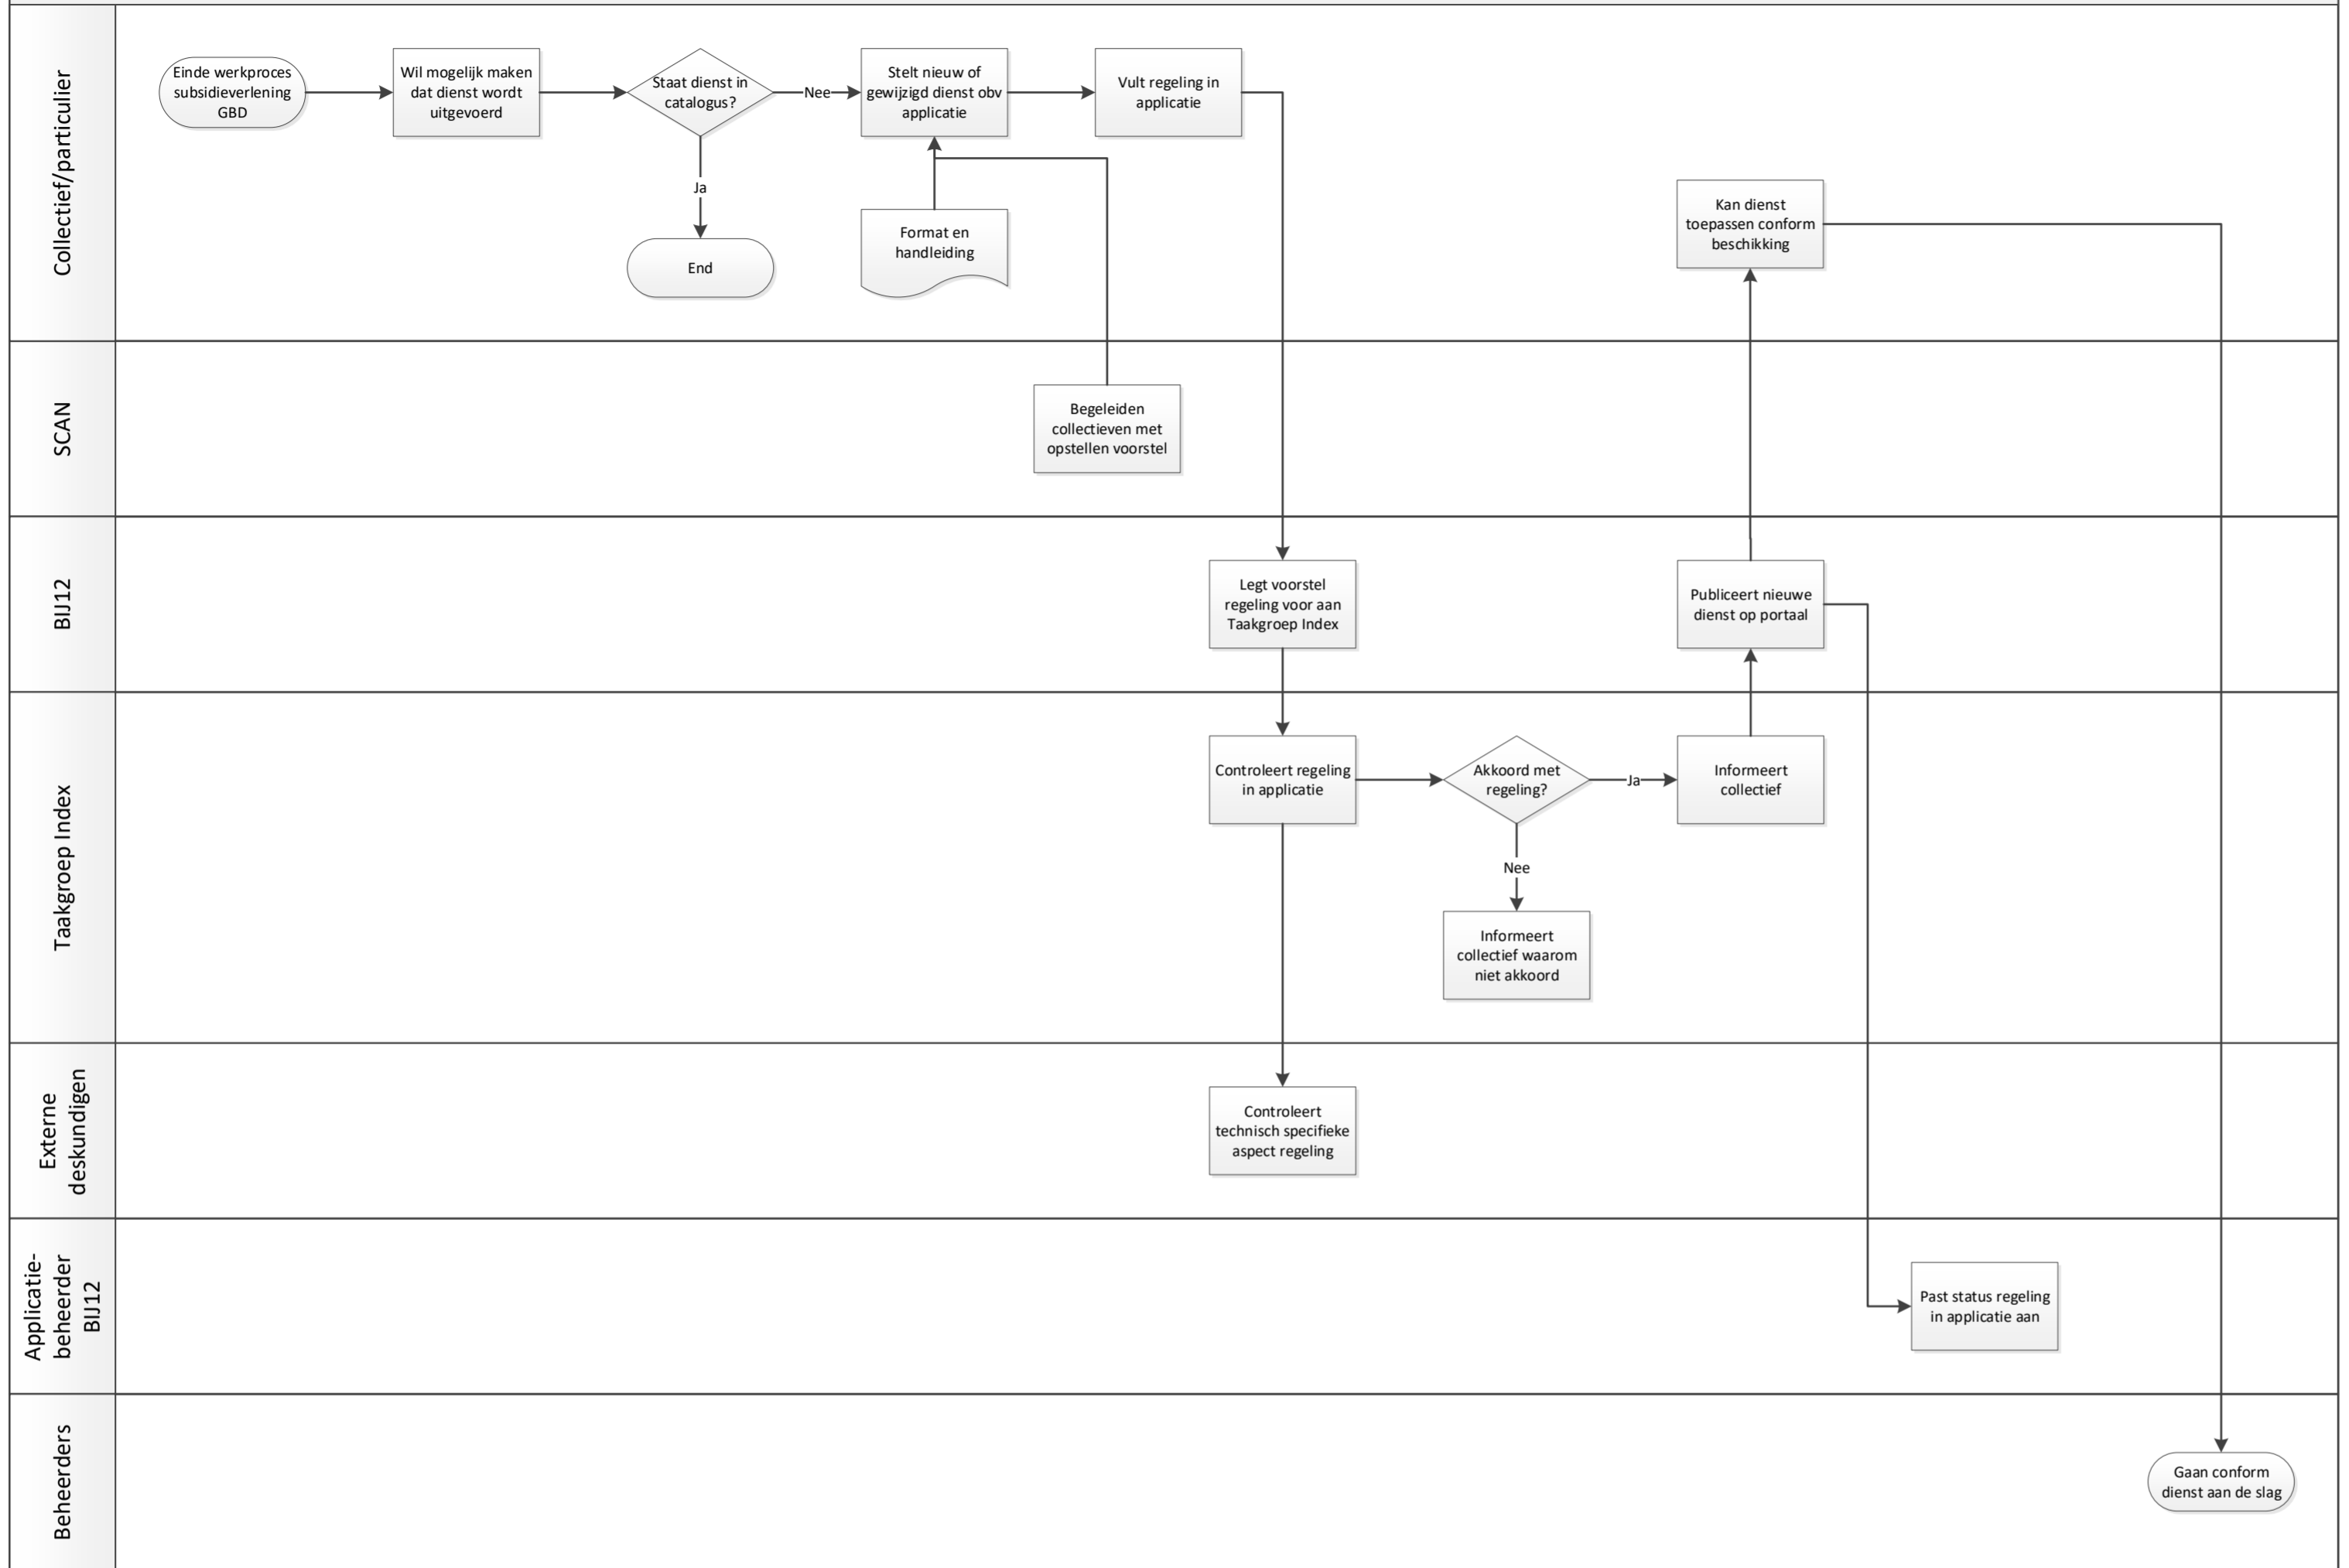 Collectief/particulier
Einde werkproces
subsidieverlening
GBD
Wil mogelijk maken
dat dienst wordt
uitgevoerd
Staat dienst in
catalogus?
Nee
Ja
End
Stelt nieuw of
gewijzigd dienst obv
applicatie
Format en
handleiding
Vult regeling in
applicatie
Kan dienst
toepassen conform
beschikking
SCAN
Begeleiden
collectieven met
opstellen voorstel
BIJ12
Legt voorstel
regeling voor aan
Taakgroep Index
Publiceert nieuwe
dienst op portaal
Taakgroep Index
Controleert regeling
in applicatie
Akkoord met
regeling?
Ja
Informeert
collectief
Nee
Informeert
collectief waarom
niet akkoord
Externe
deskundigen
Controleert
technisch specifieke
aspect regeling
Applicatie-
beheerder
BIJ12
Past status regeling
in applicatie aan
Beheerders
Gaan conform
dienst aan de slag